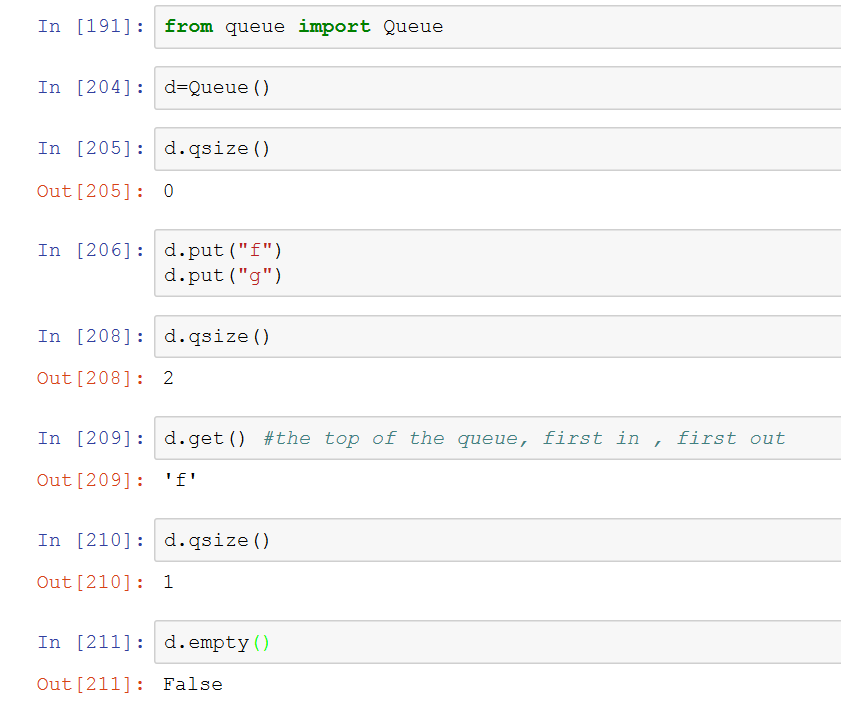 In [191]: from queue import Queue
In [204]: d=Queue()
In [205]: d.qsize()
Out[205]: 0
In [206]: d.put("f")
d.put("g")
In [208]: d.qsize()
Out[208]: 2
In [209]: d.get() #the top of the queue, first in , first out
Out[209]: 'f'
In [210]: d.qsize()
Out[210]: 1
In [211]: d.empty()
Out[211]: False